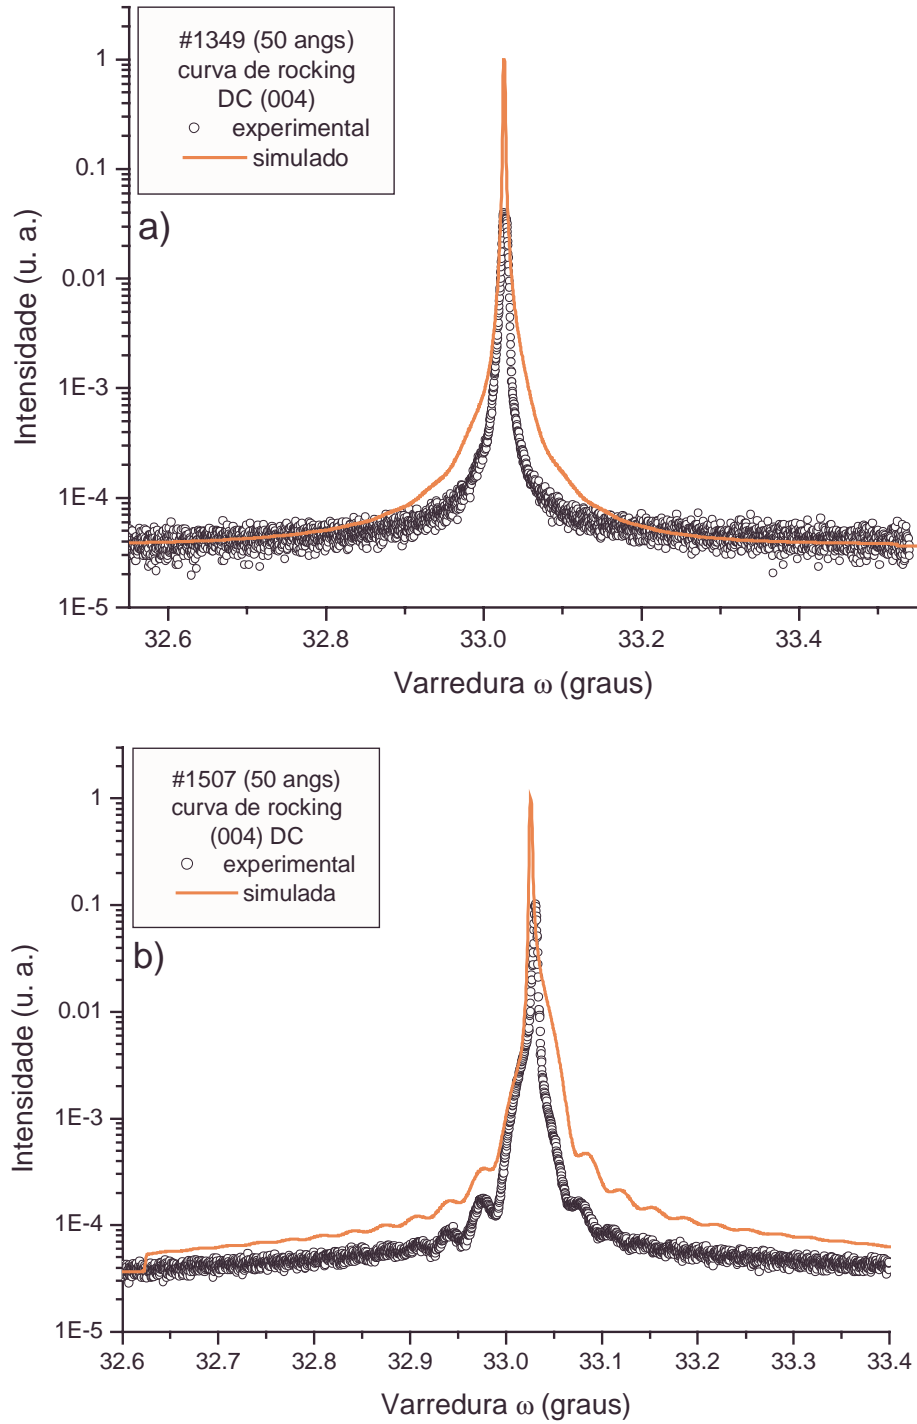 #1349 (50 angs)
curva de rocking
DC (004)
experimental
simulado
a)
1
0.1
0.01
1E-3
1E-4
1E-5
Intensidade (u. a.)
32.6 32.8 33.0 33.2 33.4
Varredura ω (graus)
#1507 (50 angs)
curva de rocking
(004) DC
experimental
simulada
b)
1
0.1
0.01
1E-3
1E-4
1E-5
Intensidade (u. a.)
32.6 32.7 32.8 32.9 33.0 33.1 33.2 33.3 33.4
Varredura ω (graus)